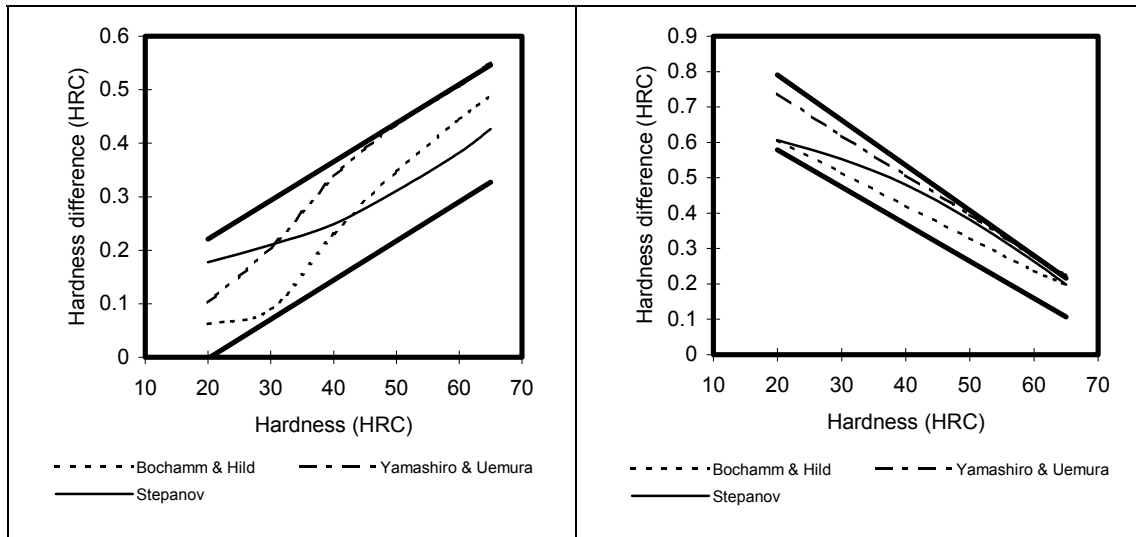 0.6
0.5
0.4
0.3
0.2
0.1
0
Hardness difference (HRC)
10 20 30 40 50 60 70
Hardness (HRC)
Bochamm & Hild Yamashiro & Uemura
Stepanov
0.9
0.8
0.7
0.6
0.5
0.4
0.3
0.2
0.1
0
Hardness difference (HRC)
10 20 30 40 50 60 70
Hardness (HRC)
Bochamm & Hild Yamashiro & Uemura
Stepanov